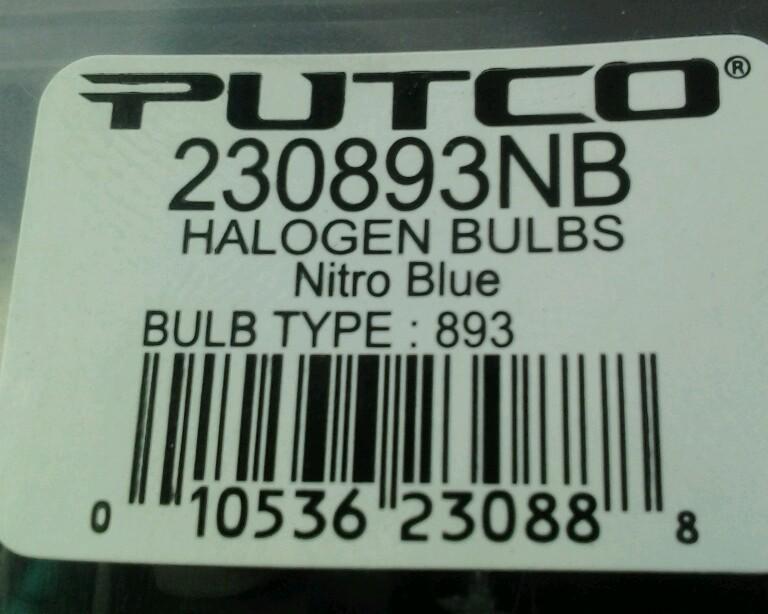 PUTCO®
230893NB
HALOGEN BULBS
Nitro Blue
BULB TYPE : 893
0 10536 23088 8